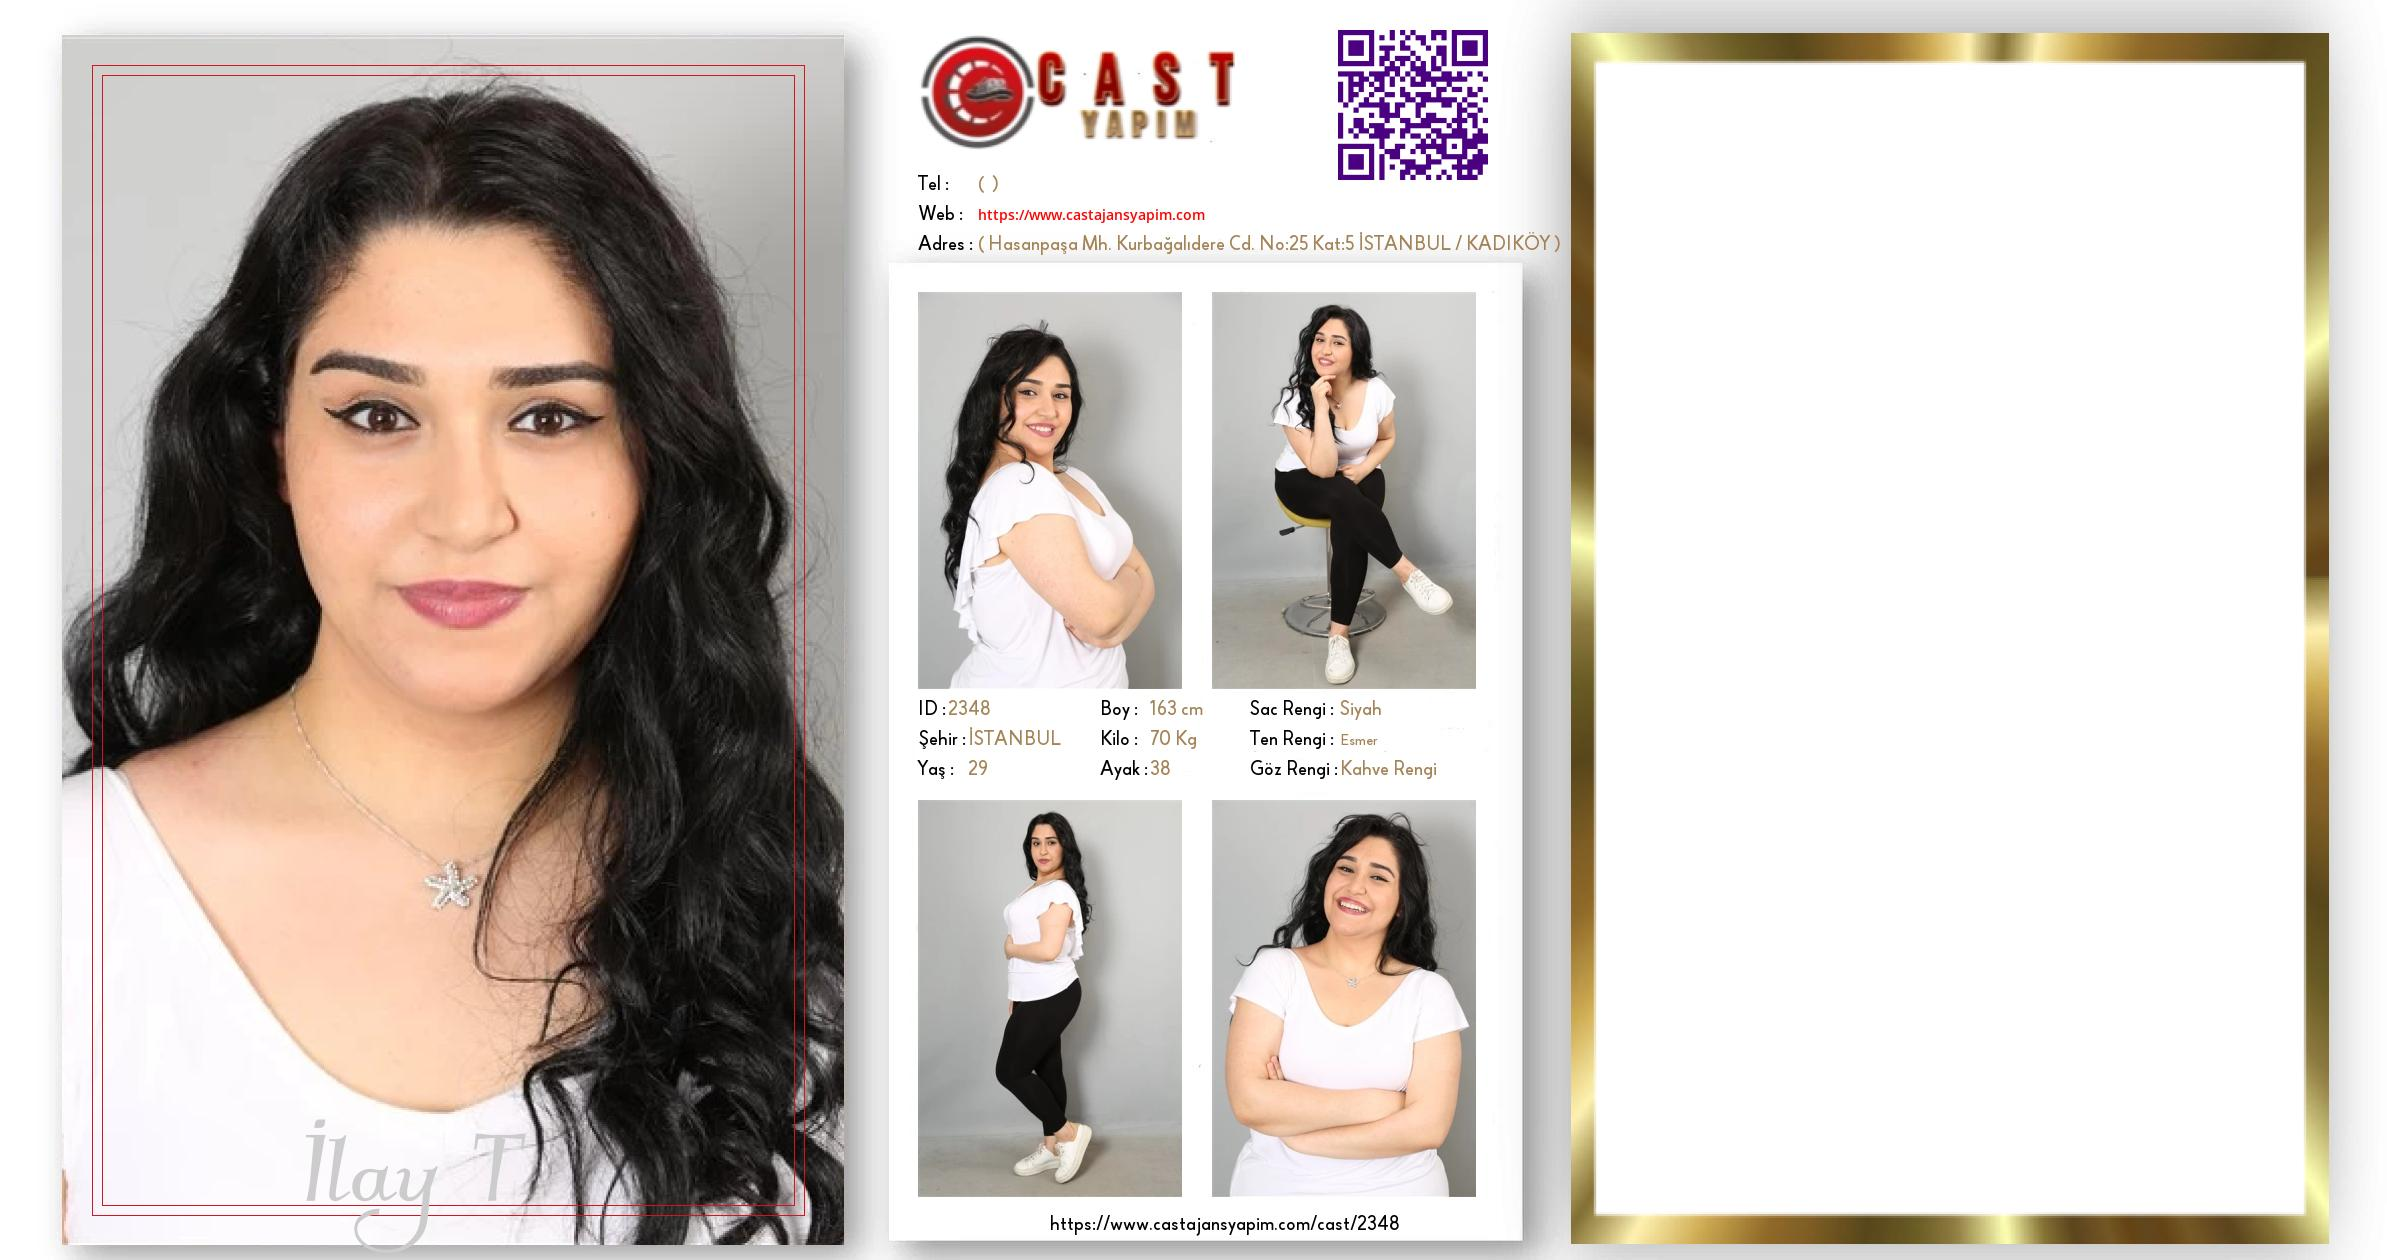 İlay T
CAST
YAPIM
Tel : ( )
Web : https://www.castajansyapim.com
Adres : ( Hasanpaşa Mh. Kurbağalıdere Cd. No:25 Kat:5 İSTANBUL / KADIKÖY )
ID : 2348 Boy : 163 cm Sac Rengi : Siyah
Şehir : İSTANBUL Kilo : 70 Kg Ten Rengi : Esmer
Yaş : 29 Ayak : 38 Göz Rengi : Kahve Rengi
https://www.castajansyapim.com/cast/2348